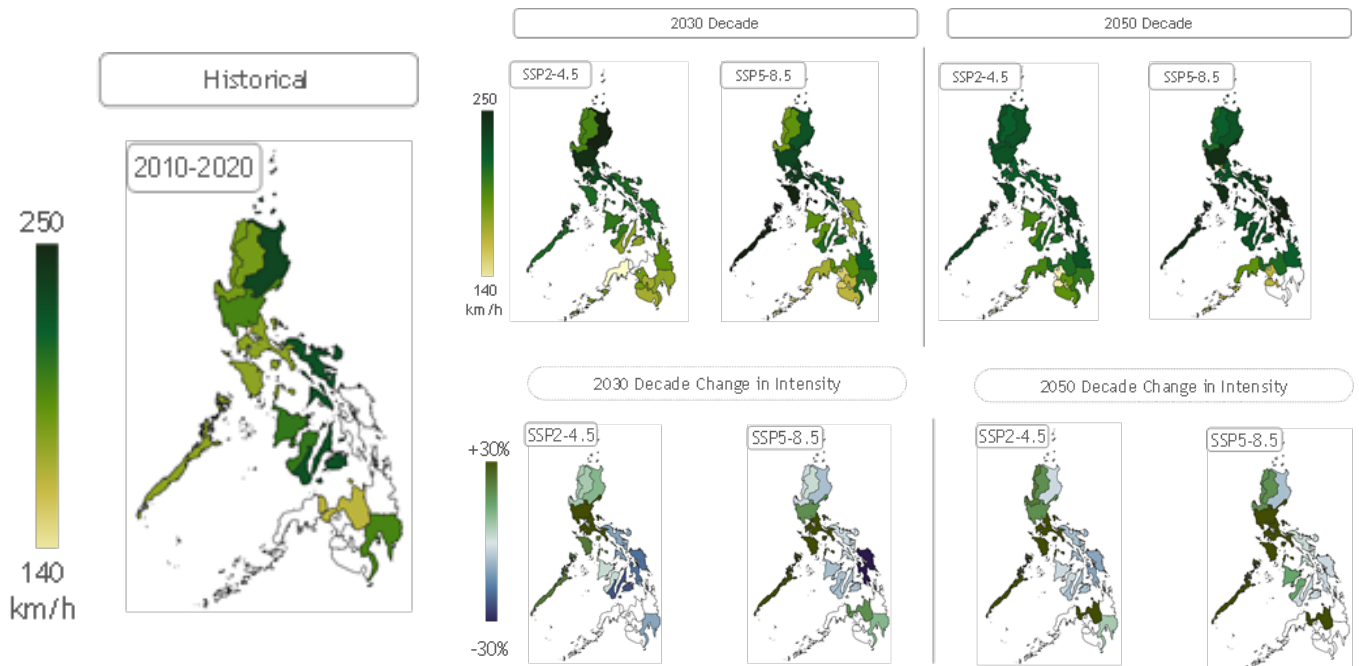 Historical
2010-2020
250
140
km/h
2030 Decade
2050 Decade
SSP2-4.5
SSP5-8.5
SSP2-4.5
SSP5-8.5
250
140
km/h
2030 Decade Change in Intensity
2050 Decade Change in Intensity
SSP2-4.5
SSP5-8.5
SSP2-4.5
SSP5-8.5
+30%
-30%